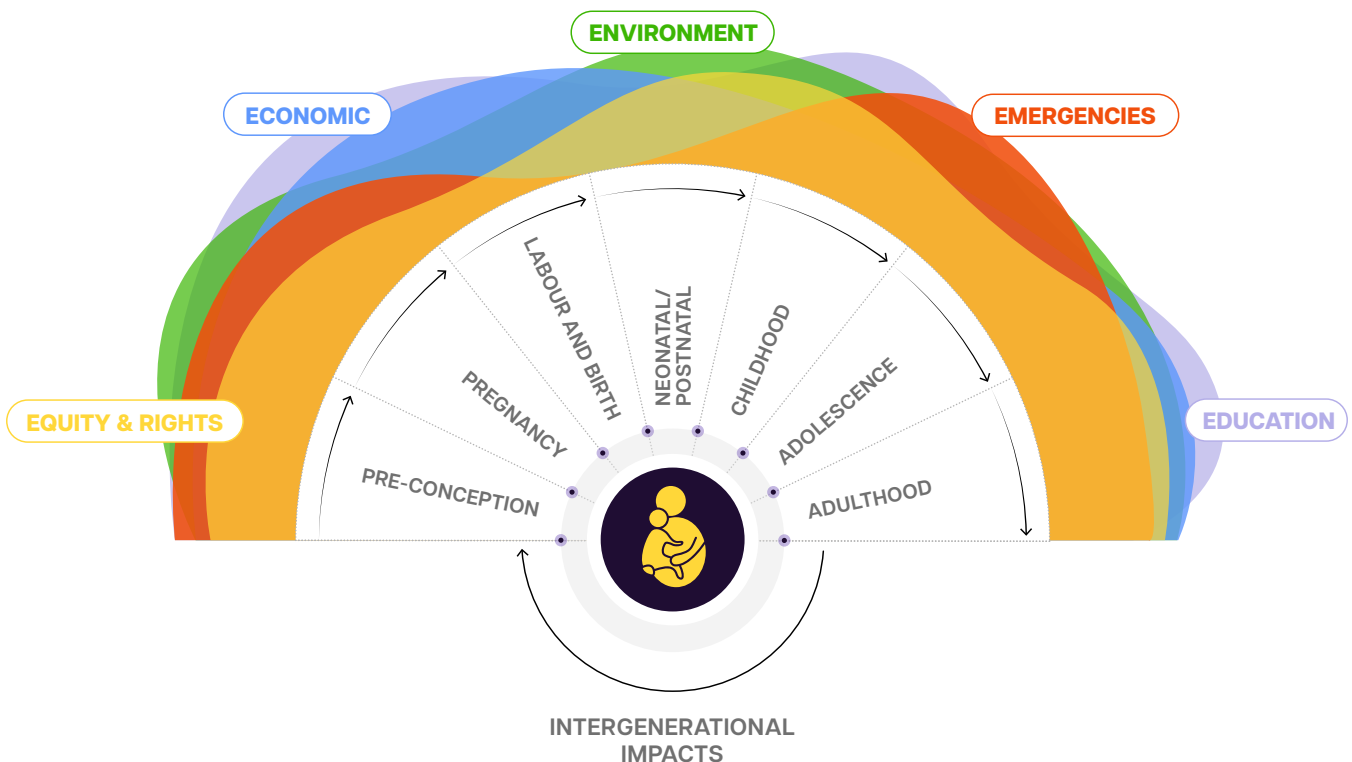 ENVIRONMENT
ECONOMIC
EMERGENCIES
EQUITY & RIGHTS
EDUCATION
PRE-CONCEPTION
PREGNANCY
LABOUR AND BIRTH
NEONATAL/
POSTNATAL
CHILDHOOD
ADOLESCENCE
ADULTHOOD
INTERGENERATIONAL
IMPACTS